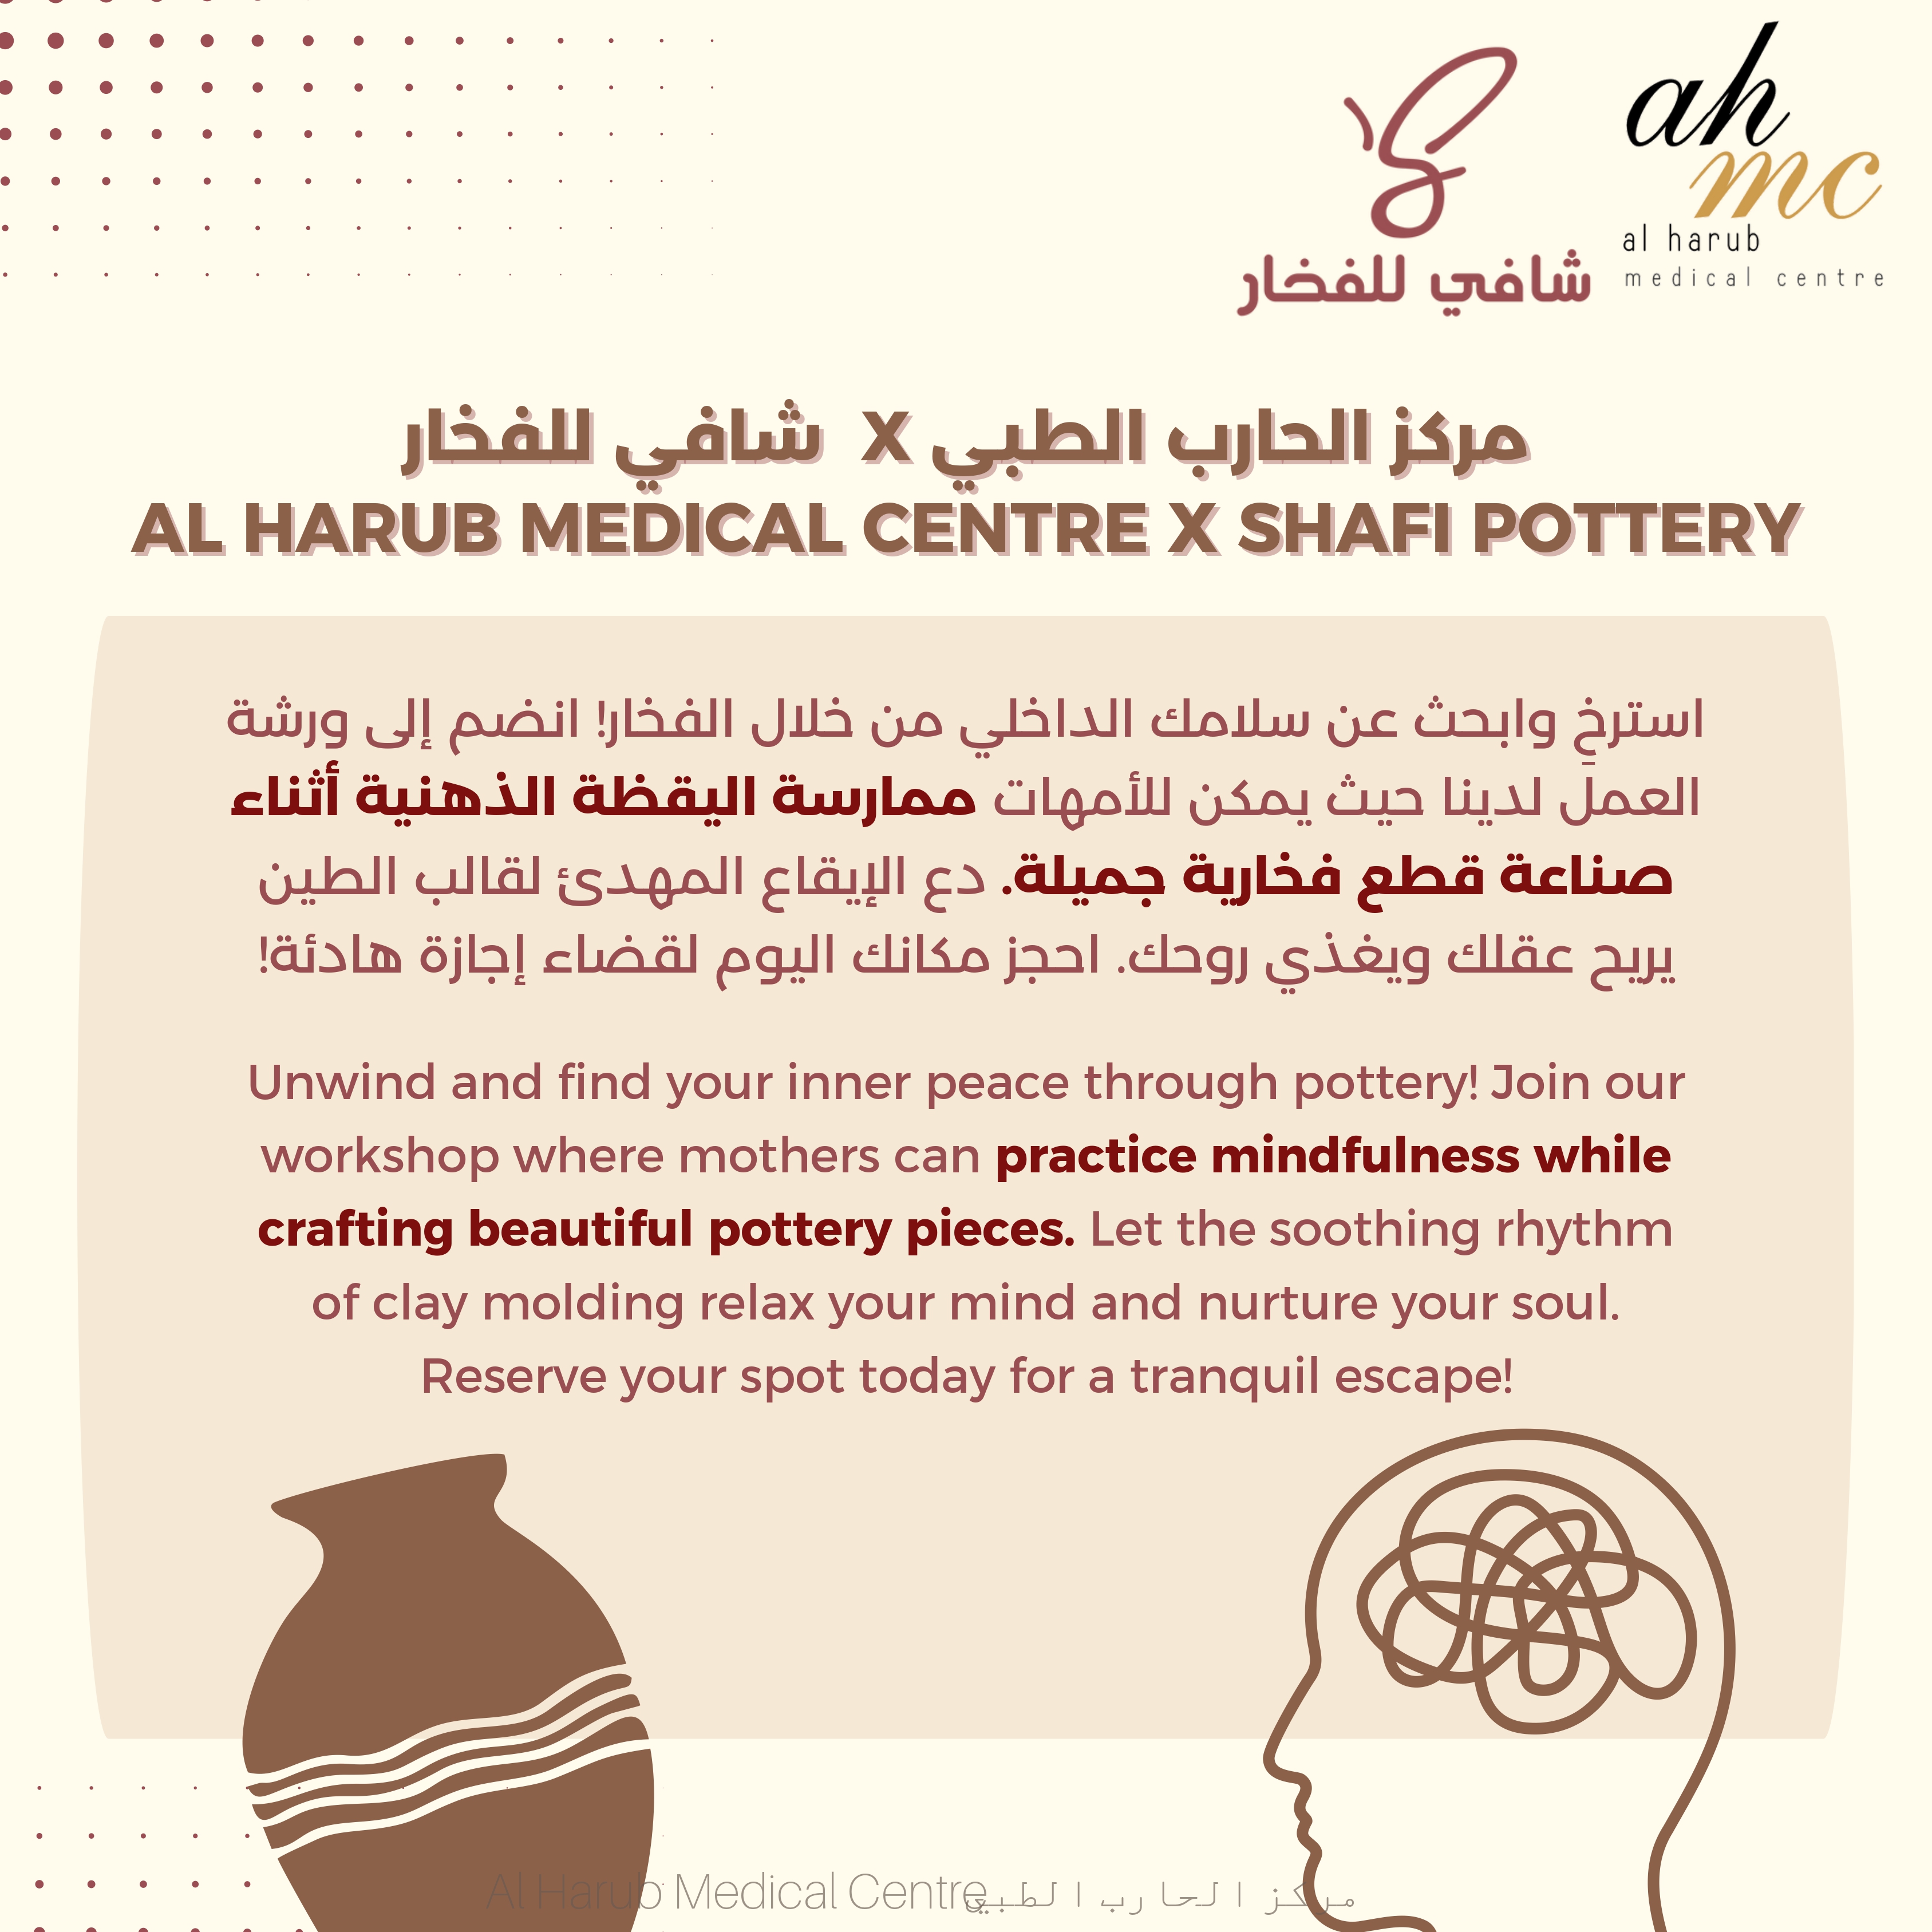 شافي للفخار
ah
mc
al harub
medical centre
مركز الحارب الطبي X شافي للفخار
AL HARUB MEDICAL CENTRE X SHAFI POTTERY
استرخِ وابحث عن سلامك الداخلي من خلال الفخار! انضم إلى ورشة
العمل لدينا حيث يمكن للأمهات ممارسة اليقظة الذهنية أثناء
صناعة قطع فخارية جميلة. دع الإيقاع المهدئ لقالب الطين
يريح عقلك ويغذي روحك. احجز مكانك اليوم لقضاء إجازة هادئة!
Unwind and find your inner peace through pottery! Join our
workshop where mothers can practice mindfulness while
crafting beautiful pottery pieces. Let the soothing rhythm
of clay molding relax your mind and nurture your soul.
Reserve your spot today for a tranquil escape!
Al Harub Medical Centre مركز الحارب الطبي